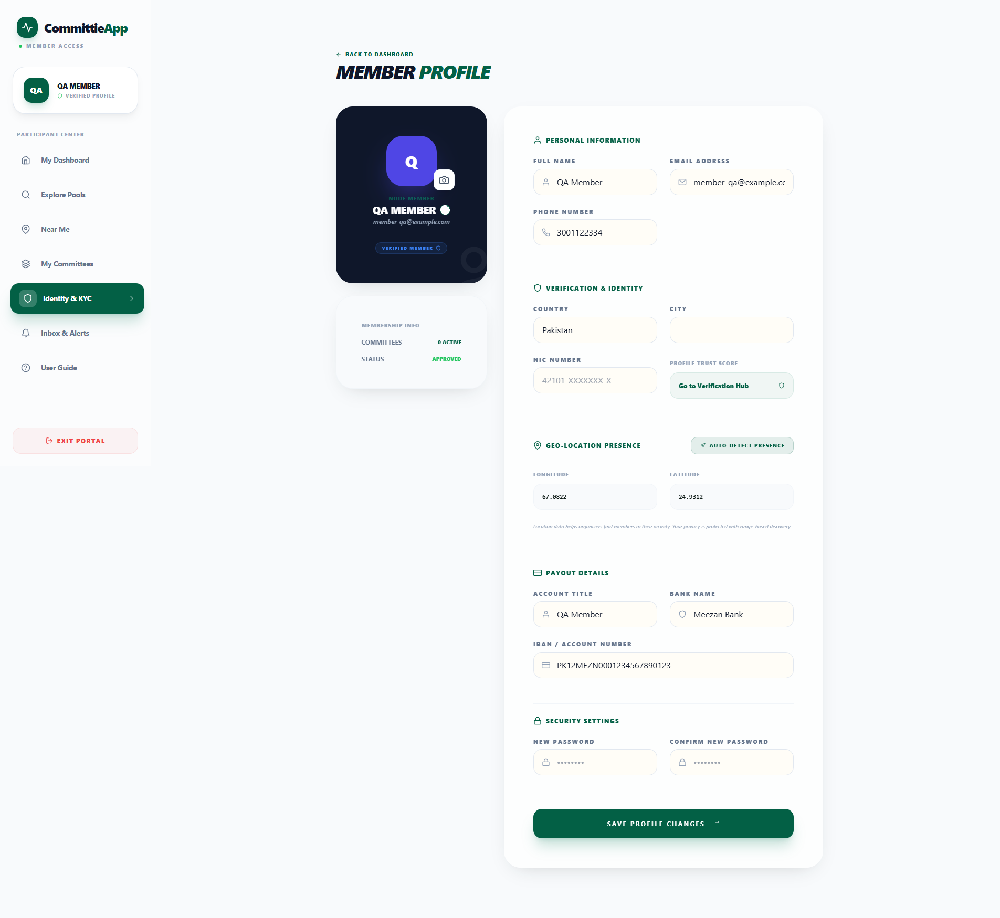 CommittieApp
MEMBER ACCESS
QA
QA MEMBER
VERIFIED PROFILE
PARTICIPANT CENTER
My Dashboard
Explore Pools
Near Me
My Committees
Identity & KYC
Inbox & Alerts
User Guide
EXIT PORTAL
BACK TO DASHBOARD
MEMBER PROFILE
Q
NODE MEMBER
QA MEMBER
member_qa@example.com
VERIFIED MEMBER
MEMBERSHIP INFO
COMMITTEES 0 ACTIVE
STATUS APPROVED
PERSONAL INFORMATION
FULL NAME EMAIL ADDRESS
QA Member member_qa@example.cc
PHONE NUMBER
3001122334
VERIFICATION & IDENTITY
COUNTRY CITY
Pakistan
NIC NUMBER PROFILE TRUST SCORE
42101-XXXXXXX-X Go to Verification Hub
GEO-LOCATION PRESENCE AUTO-DETECT PRESENCE
LONGITUDE LATITUDE
67.0822 24.9312
Location data helps organizers find members in their vicinity. Your privacy is protected with range-based discovery.
PAYOUT DETAILS
ACCOUNT TITLE BANK NAME
QA Member Meezan Bank
IBAN / ACCOUNT NUMBER
PK12MEZN0001234567890123
SECURITY SETTINGS
NEW PASSWORD CONFIRM NEW PASSWORD
•••••••• ••••••••
SAVE PROFILE CHANGES